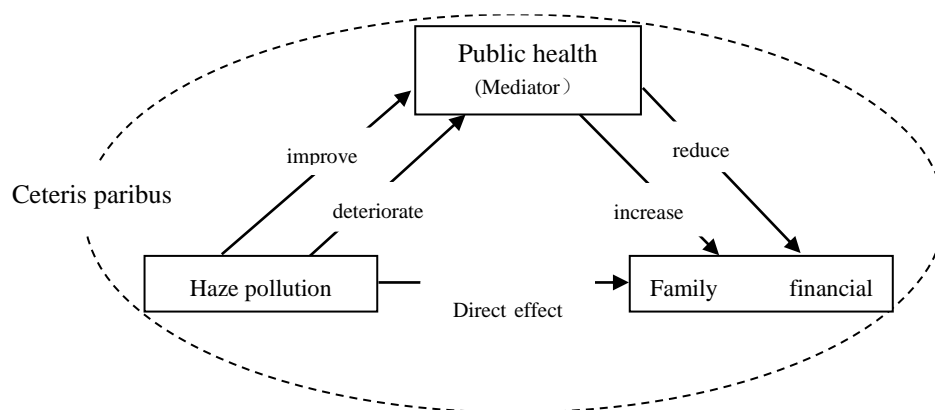 Public health
(Mediator）
improve
reduce
Ceteris paribus
deteriorate
increase
Haze pollution
Family financial
Direct effect